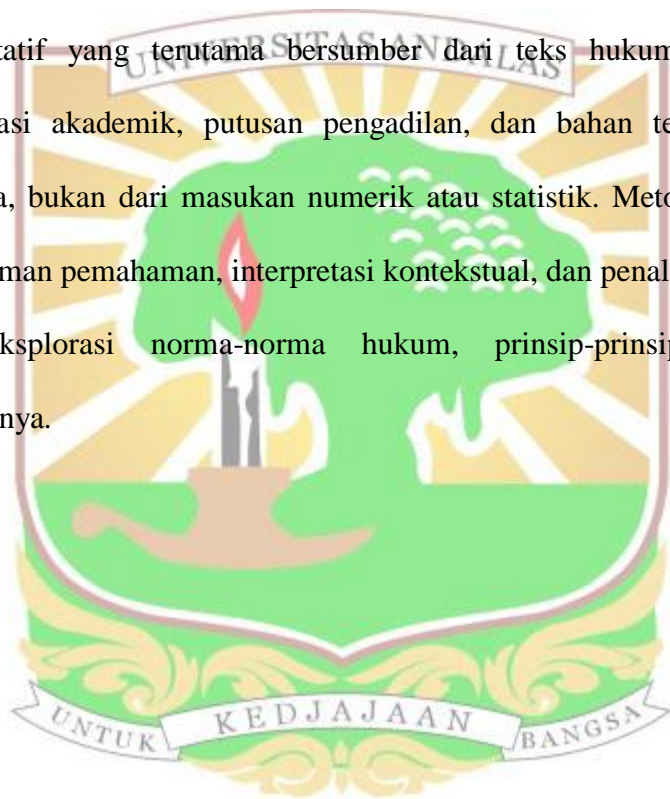 UNIVERSITAS ANDALAS
tatif yang terutama bersumber dari teks hukum
asi akademik, putusan pengadilan, dan bahan te
a, bukan dari masukan numerik atau statistik. Meto
man pemahaman, interpretasi kontekstual, dan penal
ksplorasi norma-norma hukum, prinsip-prinsip
nya.
UNTUK KEDJAJAAN BANGSA